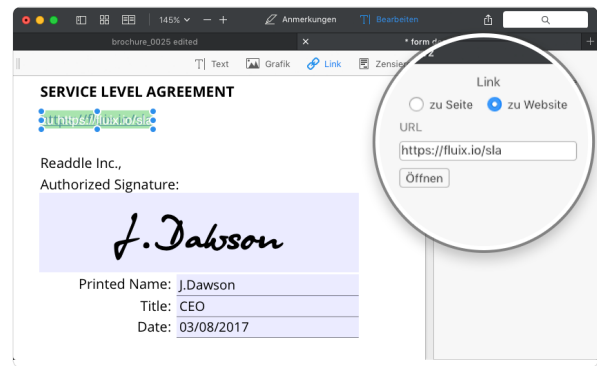 145% Anmerkungen Bearbeiten
brochure_0025 edited × * form +
Text Grafik Link
SERVICE LEVEL AGREEMENT
https://fluix.io/sla
Readdle Inc.,
Authorized Signature:
J.Dawson
Printed Name: J.Dawson
Title: CEO
Date: 03/08/2017
Link
zu Seite zu Website
URL
https://fluix.io/sla
Öffnen